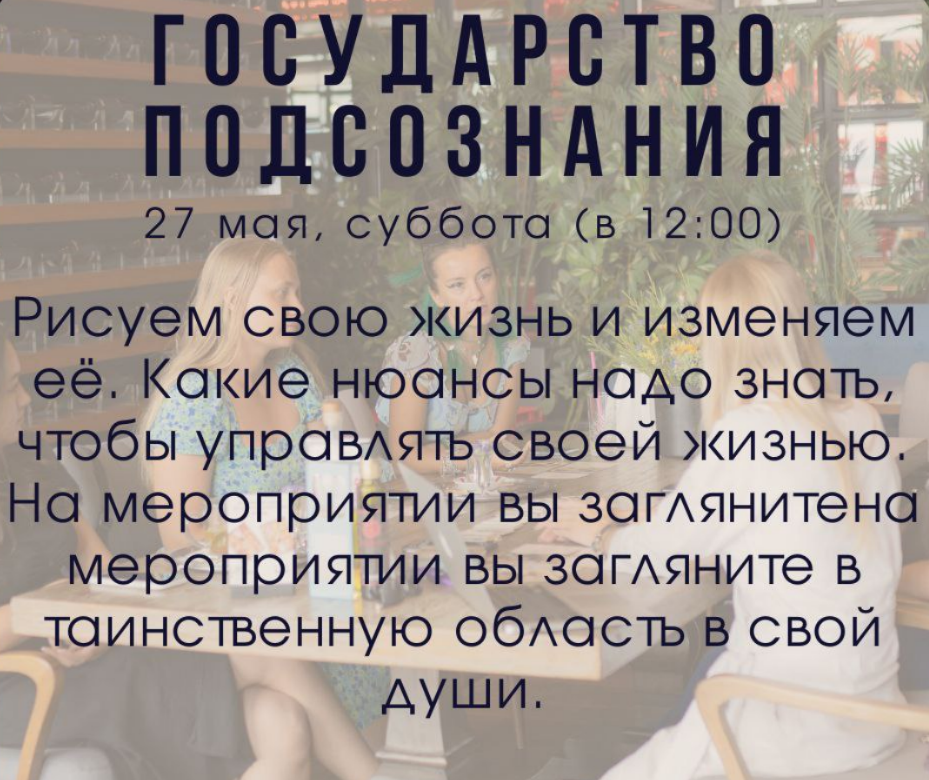 ГОСУДАРСТВО
ПОДСОЗНАНИЯ
27 мая, суббота (в 12:00)
Рисуем свою жизнь и изменяем
её. Какие нюансы надо знать,
чтобы управлять своей жизнью.
На мероприятии вы заглянитена
мероприятии вы загляните в
таинственную область в свой
души.